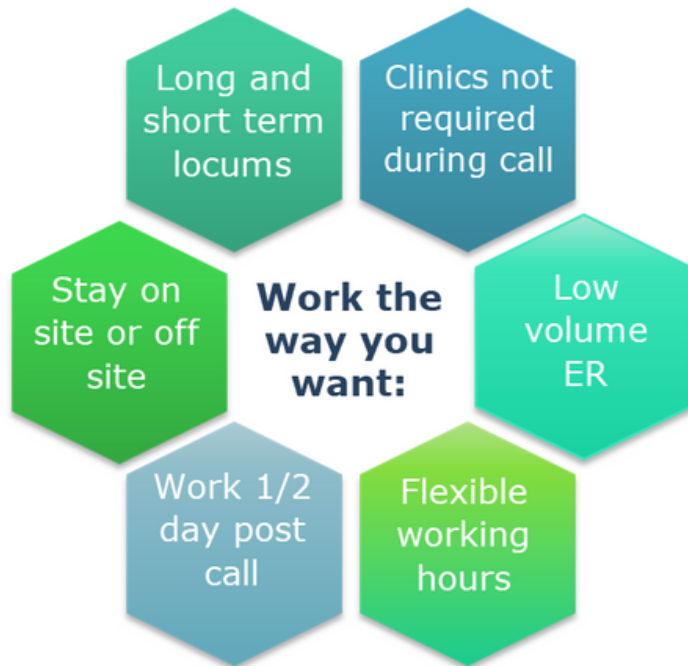 Long and
short term
locums
Clinics not
required
during call
Stay on
site or off
site
Work the
way you
want:
Low
volume
ER
Work 1/2
day post
call
Flexible
working
hours